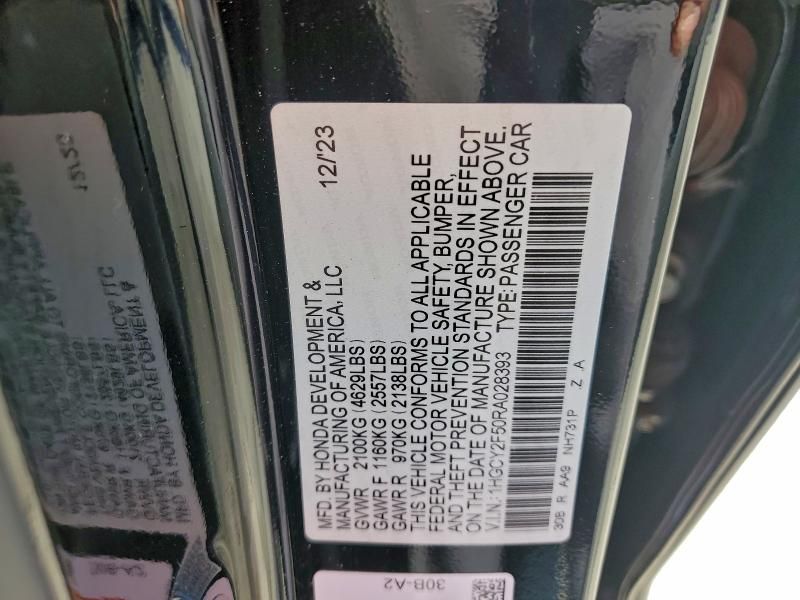 MFD. BY HONDA DEVELOPMENT & 12/'23
MANUFACTURING OF AMERICA, LLC
GVWR 2100KG (4629LBS)
GAWR F 1160KG (2557LBS)
GAWR R 970KG (2138LBS)
THIS VEHICLE CONFORMS TO ALL APPLICABLE
FEDERAL MOTOR VEHICLE SAFETY, BUMPER,
AND THEFT PREVENTION STANDARDS IN EFFECT
ON THE DATE OF MANUFACTURE SHOWN ABOVE.
V.I.N.:1HGCY2F50RA028393 TYPE:PASSENGER CAR
30B R AA9 NH731P Z A
30B-A2